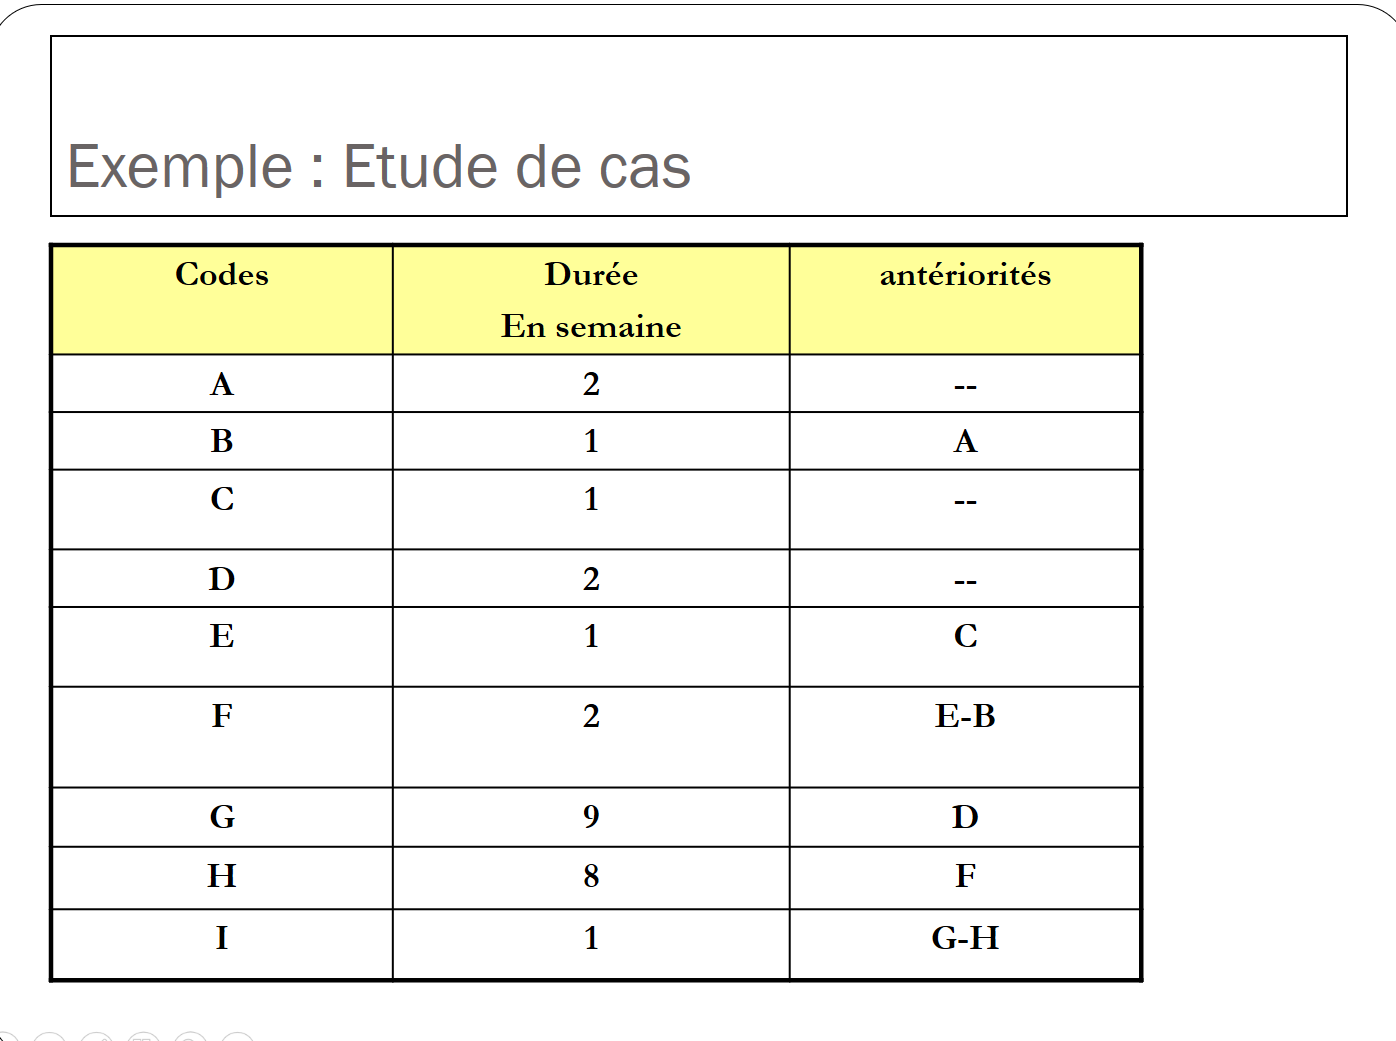 Exemple : Etude de cas
Codes Durée antériorités
En semaine
A 2 --
B 1 A
C 1 --
D 2 --
E 1 C
F 2 E-B
G 9 D
H 8 F
I 1 G-H